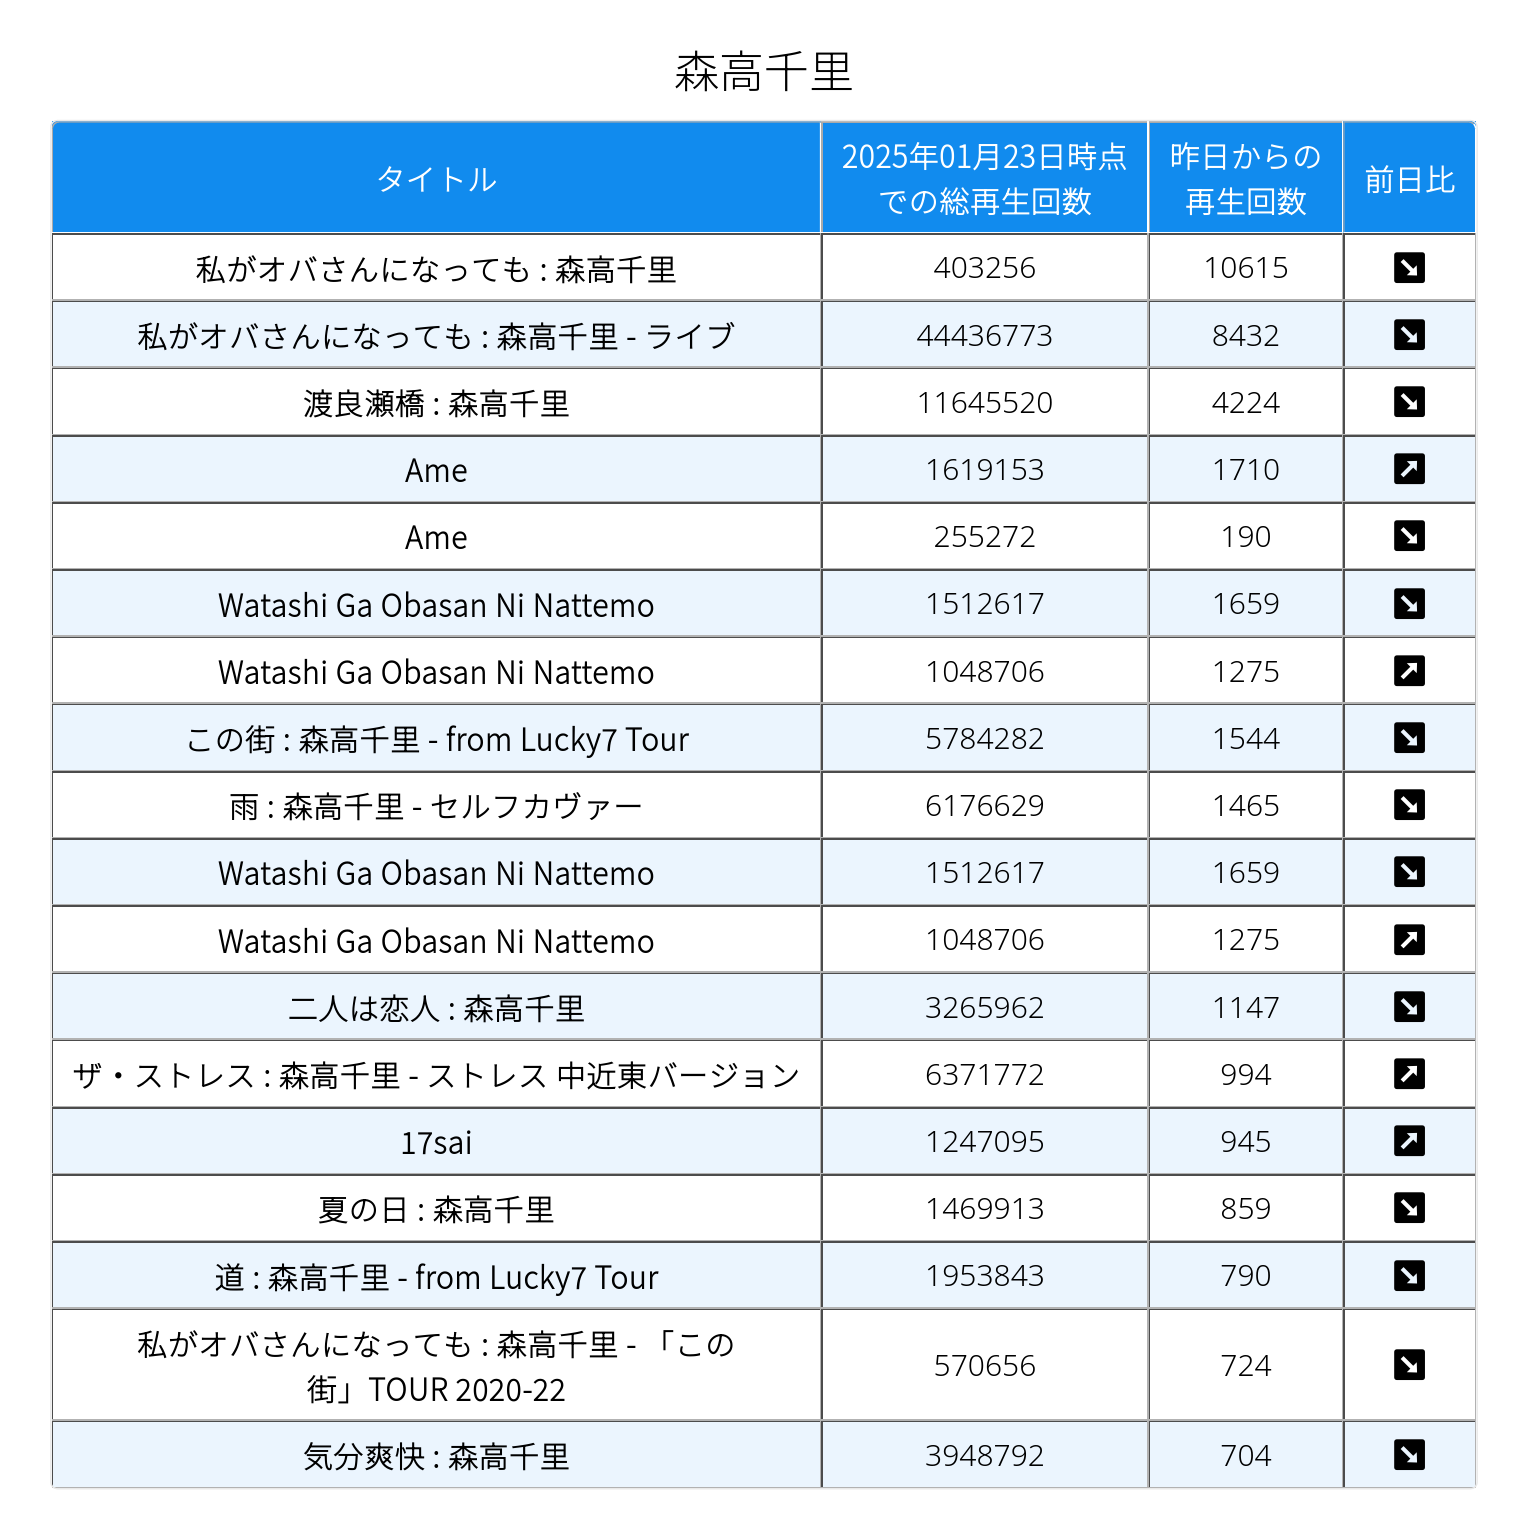 森高千里
タイトル
2025年01月23日時点
での総再生回数
昨日からの
再生回数
前日比
私がオバさんになっても : 森高千里 403256 10615 ↘
私がオバさんになっても : 森高千里 - ライブ 44436773 8432 ↘
渡良瀬橋 : 森高千里 11645520 4224 ↘
Ame 1619153 1710 ↗
Ame 255272 190 ↘
Watashi Ga Obasan Ni Nattemo 1512617 1659 ↘
Watashi Ga Obasan Ni Nattemo 1048706 1275 ↗
この街 : 森高千里 - from Lucky7 Tour 5784282 1544 ↘
雨 : 森高千里 - セルフカヴァー 6176629 1465 ↘
Watashi Ga Obasan Ni Nattemo 1512617 1659 ↘
Watashi Ga Obasan Ni Nattemo 1048706 1275 ↗
二人は恋人 : 森高千里 3265962 1147 ↘
ザ・ストレス : 森高千里 - ストレス 中近東バージョン 6371772 994 ↗
17sai 1247095 945 ↗
夏の日 : 森高千里 1469913 859 ↘
道 : 森高千里 - from Lucky7 Tour 1953843 790 ↘
私がオバさんになっても : 森高千里 - 「この
街」TOUR 2020-22 570656 724 ↘
気分爽快 : 森高千里 3948792 704 ↘